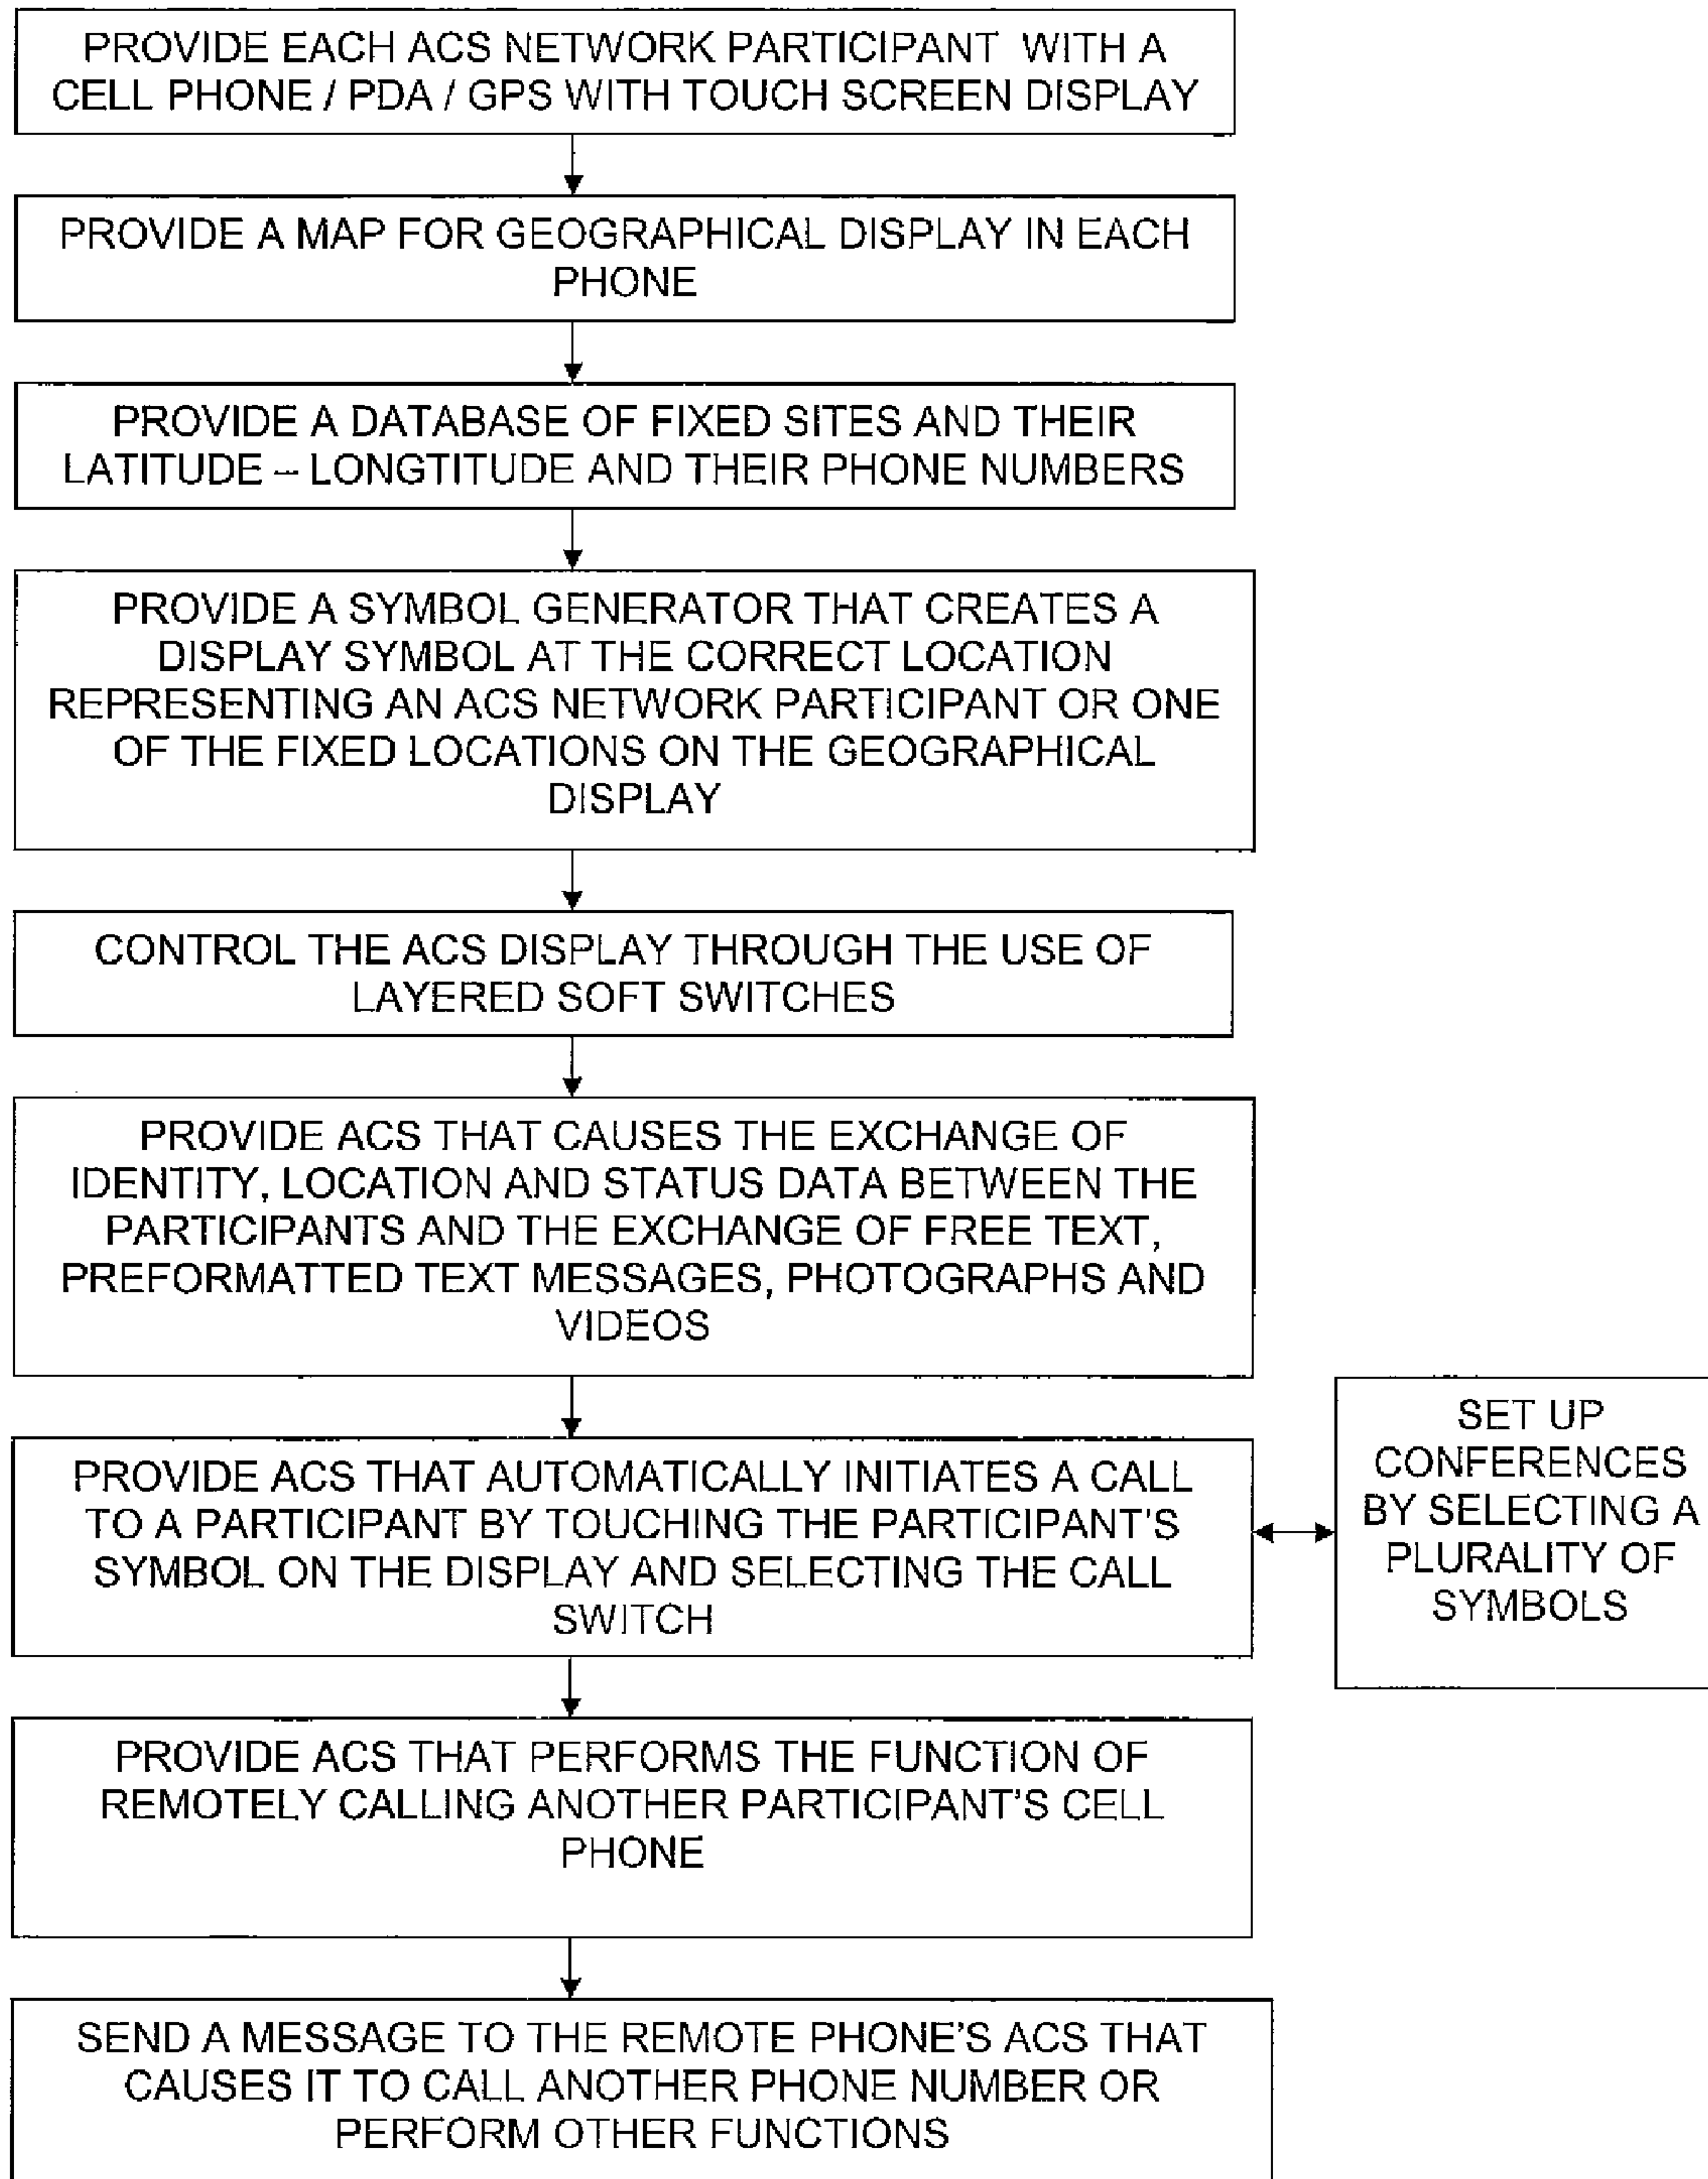 PROVIDE EACH ACS NETWORK PARTICIPANT WITH A
CELL PHONE / PDA / GPS WITH TOUCH SCREEN DISPLAY
PROVIDE A MAP FOR GEOGRAPHICAL DISPLAY IN EACH
PHONE
PROVIDE A DATABASE OF FIXED SITES AND THEIR
LATITUDE – LONGTITUDE AND THEIR PHONE NUMBERS
PROVIDE A SYMBOL GENERATOR THAT CREATES A
DISPLAY SYMBOL AT THE CORRECT LOCATION
REPRESENTING AN ACS NETWORK PARTICIPANT OR ONE
OF THE FIXED LOCATIONS ON THE GEOGRAPHICAL
DISPLAY
CONTROL THE ACS DISPLAY THROUGH THE USE OF
LAYERED SOFT SWITCHES
PROVIDE ACS THAT CAUSES THE EXCHANGE OF
IDENTITY, LOCATION AND STATUS DATA BETWEEN THE
PARTICIPANTS AND THE EXCHANGE OF FREE TEXT,
PREFORMATTED TEXT MESSAGES, PHOTOGRAPHS AND
VIDEOS
PROVIDE ACS THAT AUTOMATICALLY INITIATES A CALL
TO A PARTICIPANT BY TOUCHING THE PARTICIPANT'S
SYMBOL ON THE DISPLAY AND SELECTING THE CALL
SWITCH
SET UP
CONFERENCES
BY SELECTING A
PLURALITY OF
SYMBOLS
PROVIDE ACS THAT PERFORMS THE FUNCTION OF
REMOTELY CALLING ANOTHER PARTICIPANT'S CELL
PHONE
SEND A MESSAGE TO THE REMOTE PHONE'S ACS THAT
CAUSES IT TO CALL ANOTHER PHONE NUMBER OR
PERFORM OTHER FUNCTIONS